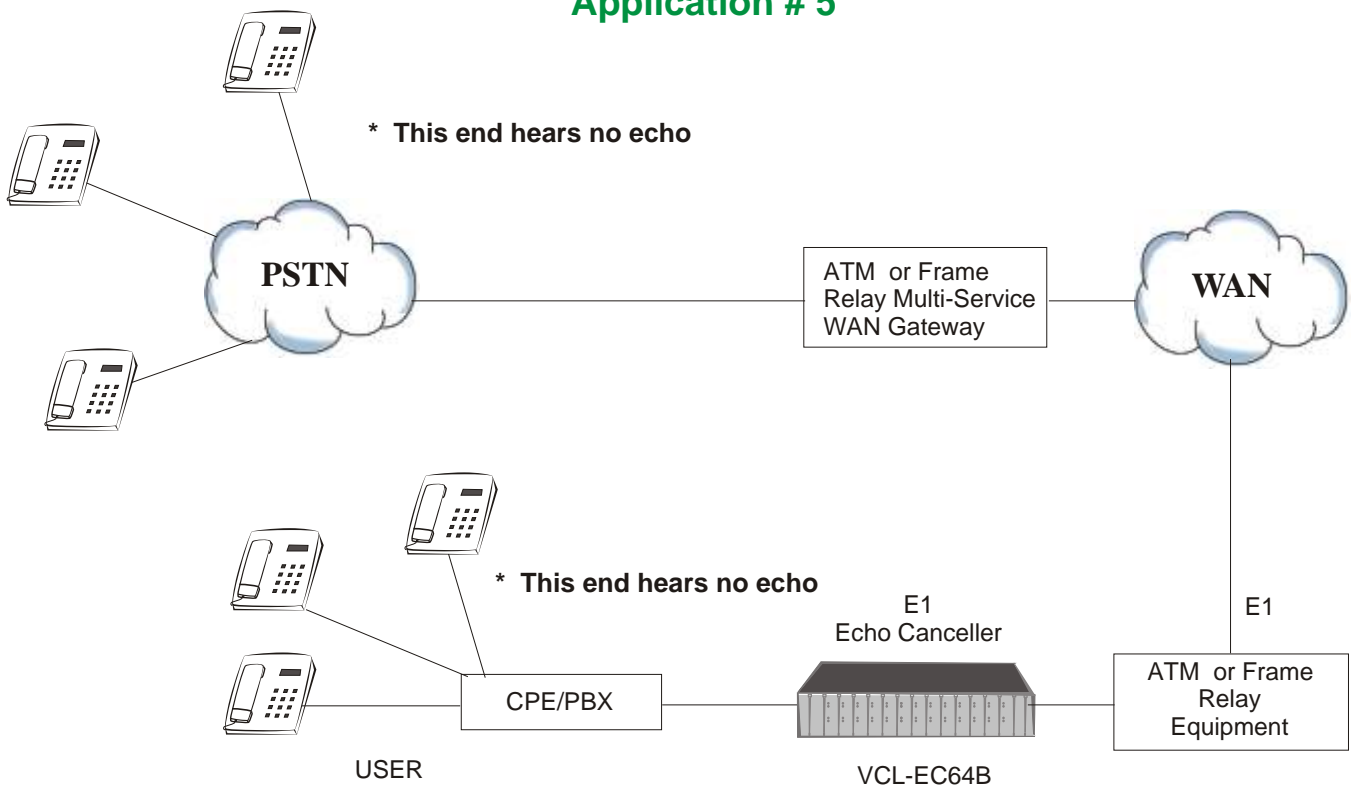 Application # 5
* This end hears no echo
PSTN
ATM or Frame
Relay Multi-Service
WAN Gateway
WAN
* This end hears no echo
E1
Echo Canceller
E1
CPE/PBX
ATM or Frame
Relay
Equipment
USER
VCL-EC64B